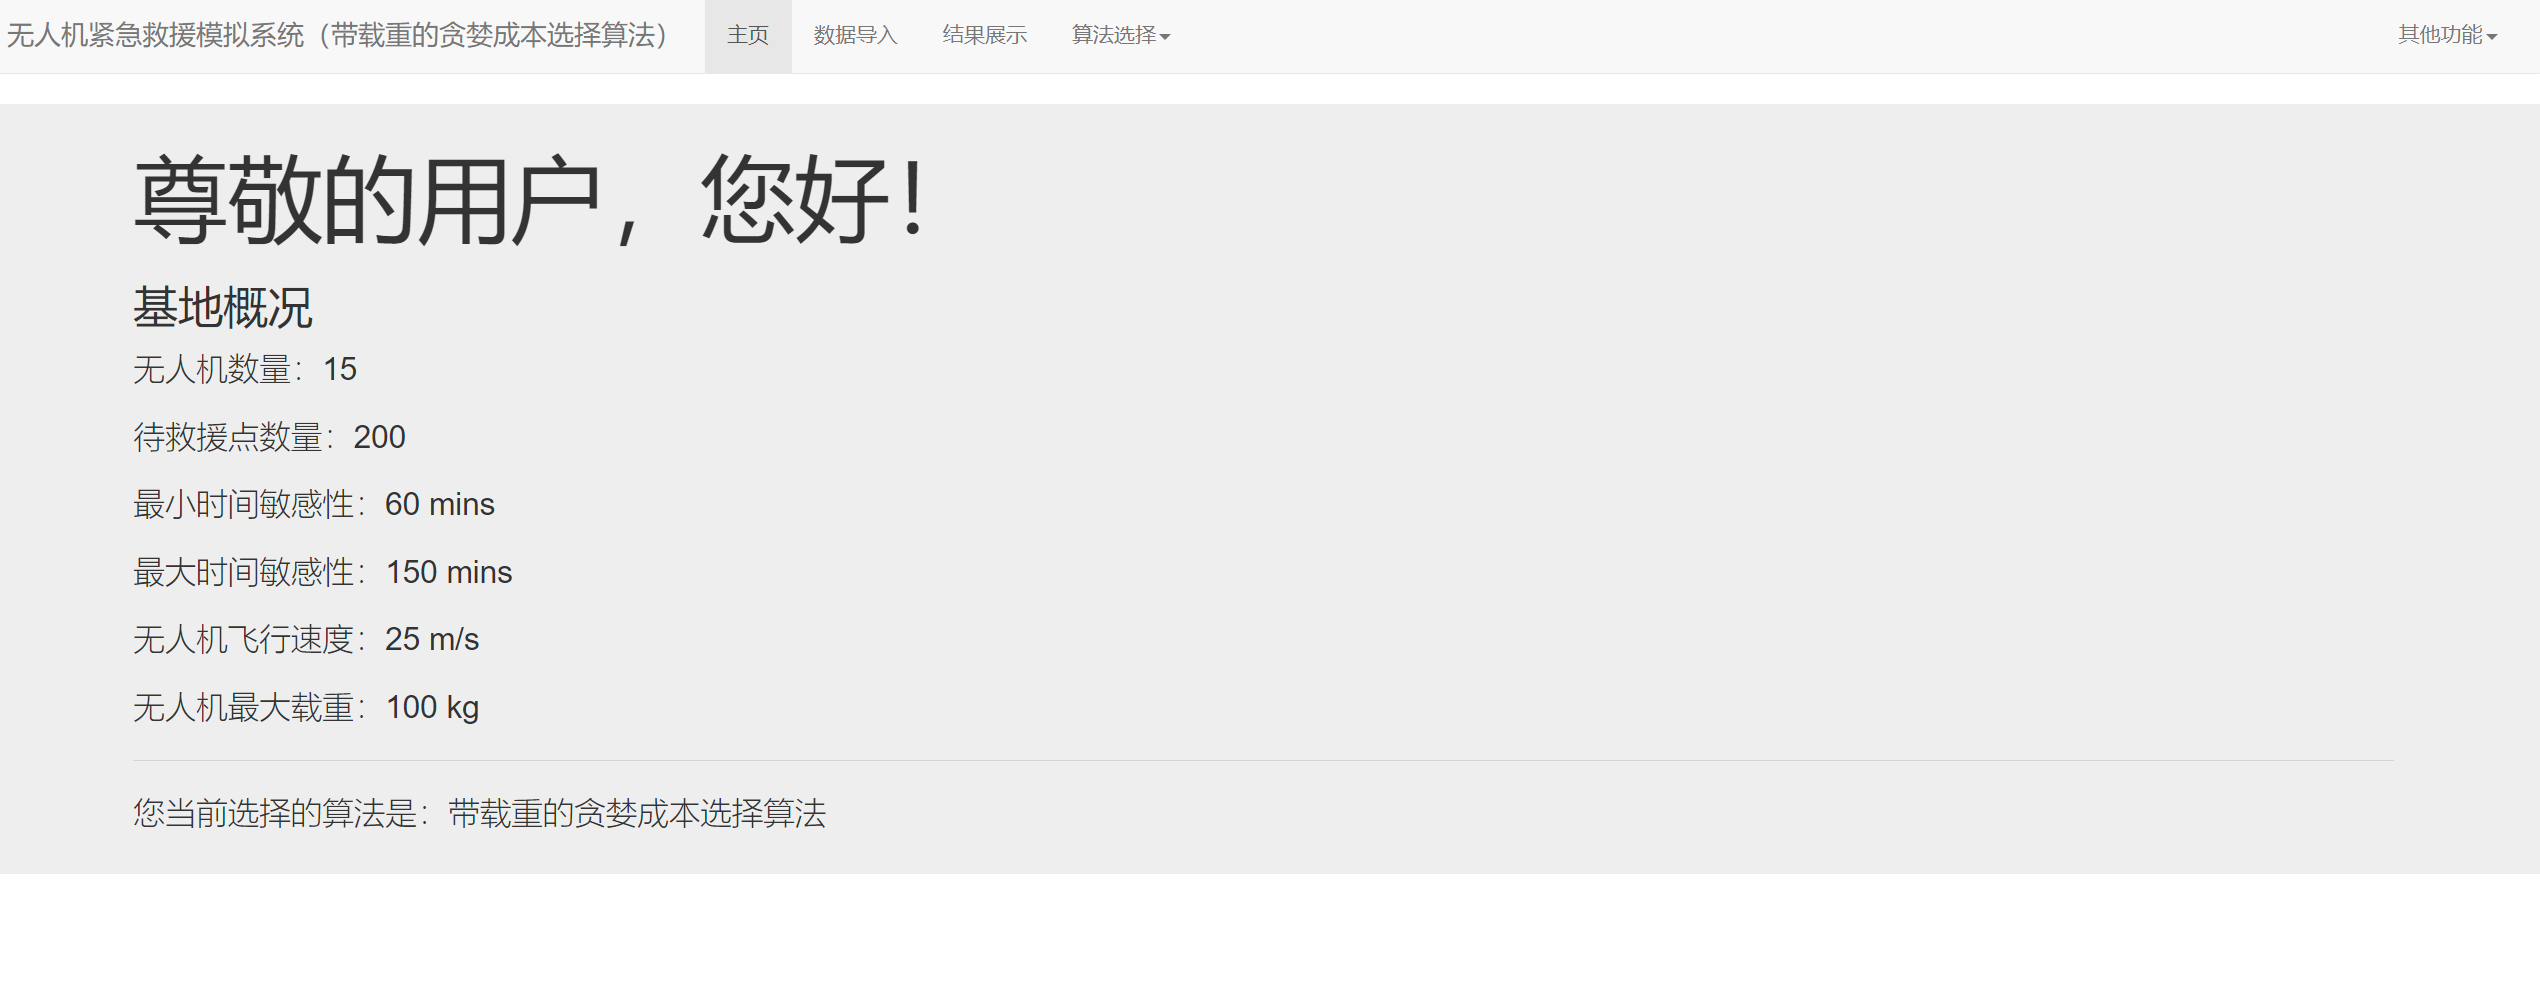 无人机紧急救援模拟系统（带载重的贪婪成本选择算法） 主页 数据导入 结果展示 算法选择 其他功能
尊敬的用户，您好！
基地概况
无人机数量：15
待救援点数量：200
最小时间敏感性：60 mins
最大时间敏感性：150 mins
无人机飞行速度：25 m/s
无人机最大载重：100 kg
您当前选择的算法是：带载重的贪婪成本选择算法